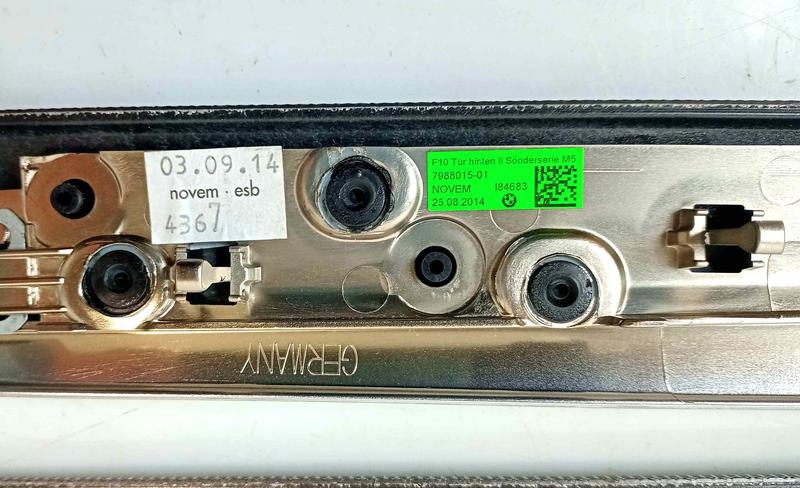 03.09.14
novem · esb
4367
F10 Tür hinten li Sonderserie M5
7988015-01
NOVEM I84683
25.08.2014
GERMANY